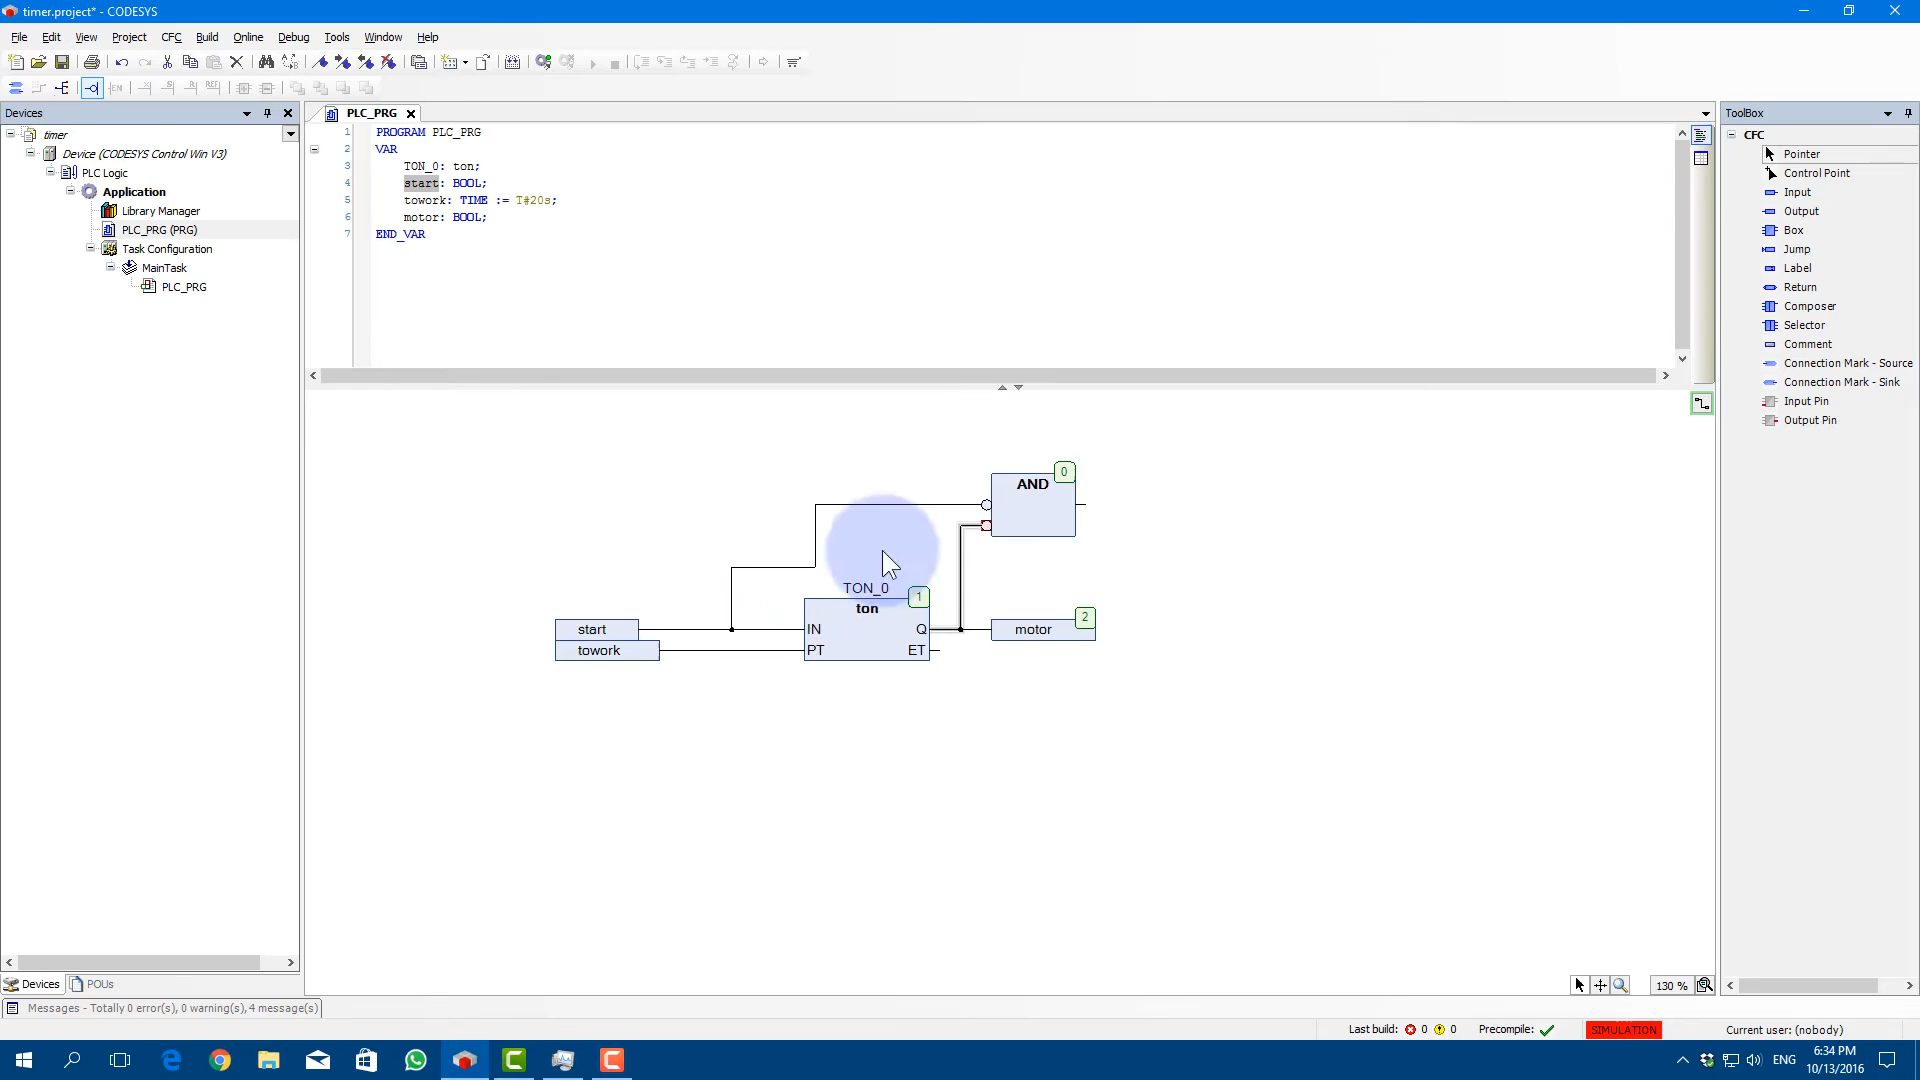 timer.project* - CODESYS
File Edit View Project CFC Build Online Debug Tools Window Help
Devices
timer
Device (CODESYS Control Win V3)
PLC Logic
Application
Library Manager
PLC_PRG (PRG)
Task Configuration
MainTask
PLC_PRG
Devices POUs
PLC_PRG
1 PROGRAM PLC_PRG
2 VAR
3 TON_0: ton;
4 start: BOOL;
5 towork: TIME := T#20s;
6 motor: BOOL;
7 END_VAR
AND 0
TON_0
ton 1
start IN Q motor 2
towork PT ET
130 %
ToolBox
CFC
Pointer
Control Point
Input
Output
Box
Jump
Label
Return
Composer
Selector
Comment
Connection Mark - Source
Connection Mark - Sink
Input Pin
Output Pin
Messages - Totally 0 error(s), 0 warning(s), 4 message(s)
Last build: 0 0 Precompile: SIMULATION Current user: (nobody)
ENG 6:34 PM
10/13/2016